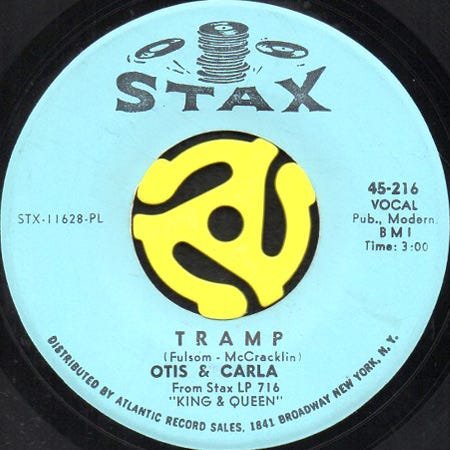 STAX
45-216
VOCAL
STX-11628-PL
Pub., Modern
BMI
Time: 3:00
TRAMP
(Fulsom - McCracklin)
OTIS & CARLA
From Stax LP 716
"KING & QUEEN"
DISTRIBUTED BY ATLANTIC RECORD SALES, 1841 BROADWAY NEW YORK, N. Y.